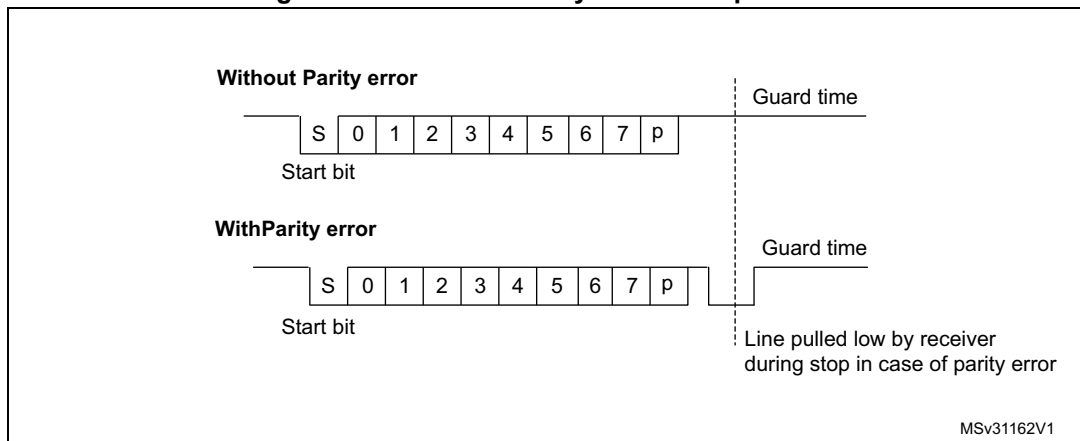 Without Parity error
Guard time
S 0 1 2 3 4 5 6 7 p
Start bit
WithParity error
Guard time
S 0 1 2 3 4 5 6 7 p
Start bit
Line pulled low by receiver
during stop in case of parity error
MSv31162V1